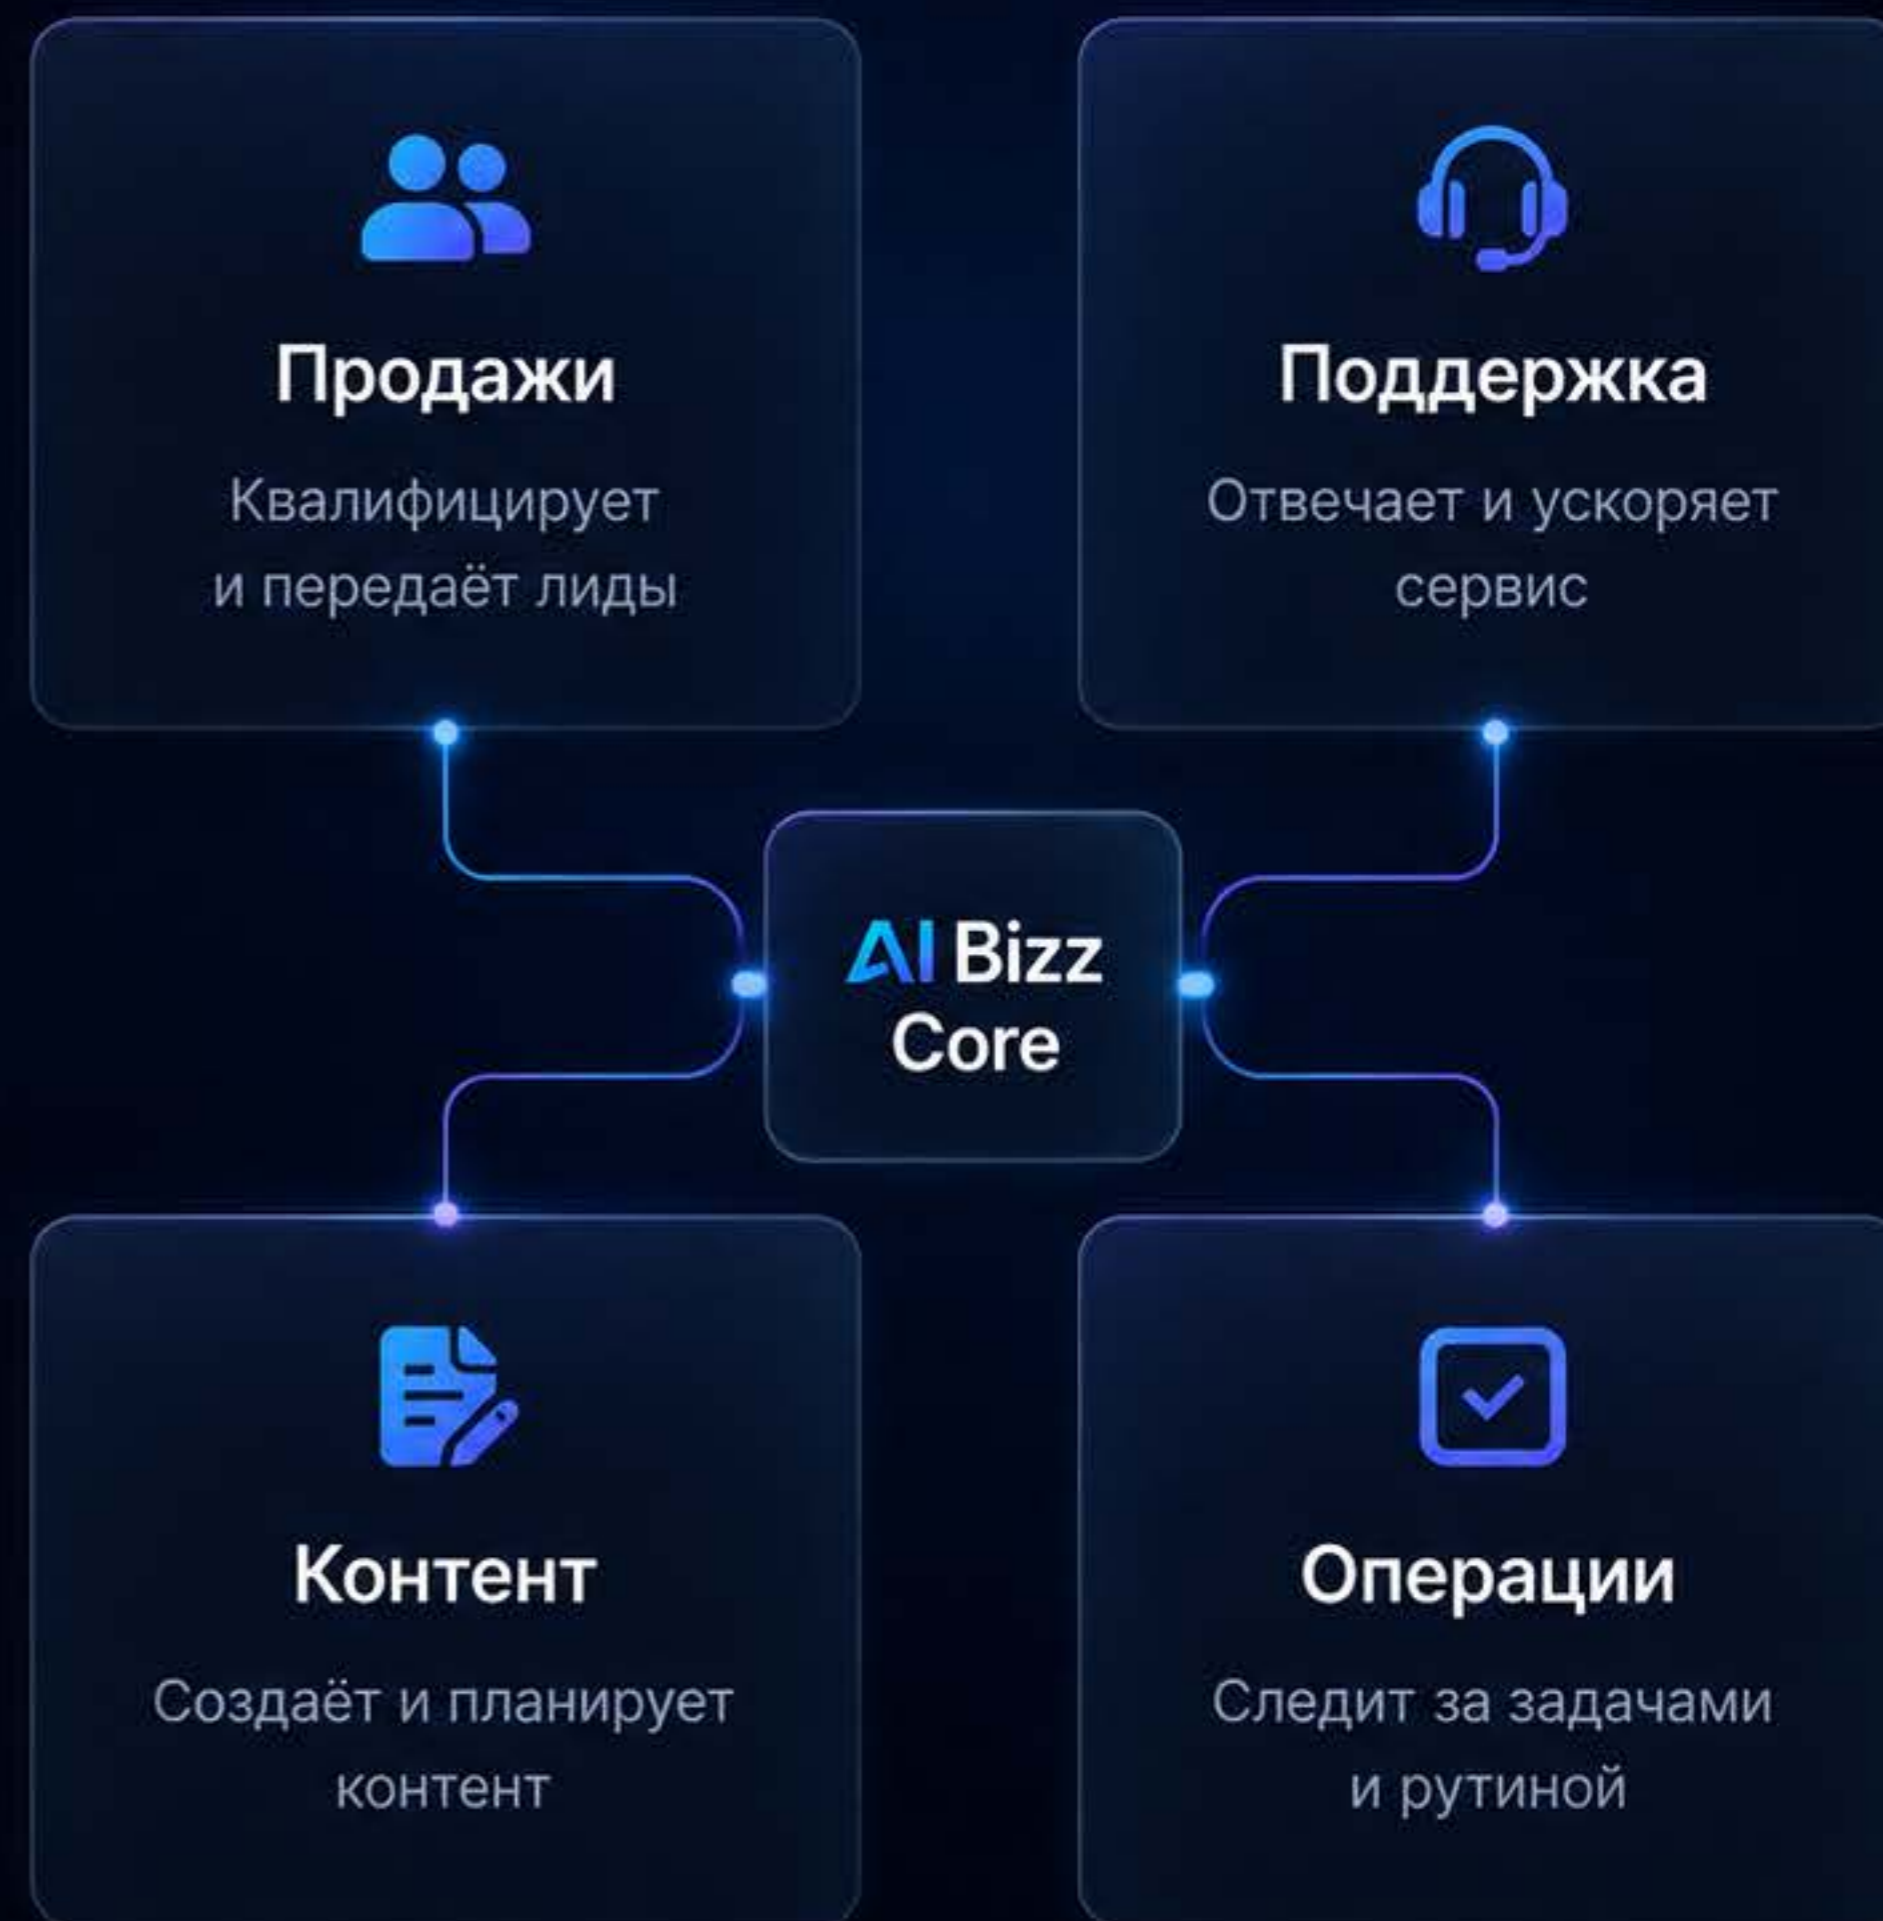 Продажи
Квалифицирует
и передаёт лиды
Поддержка
Отвечает и ускоряет
сервис
AI Bizz
Core
Контент
Создаёт и планирует
контент
Операции
Следит за задачами
и рутиной